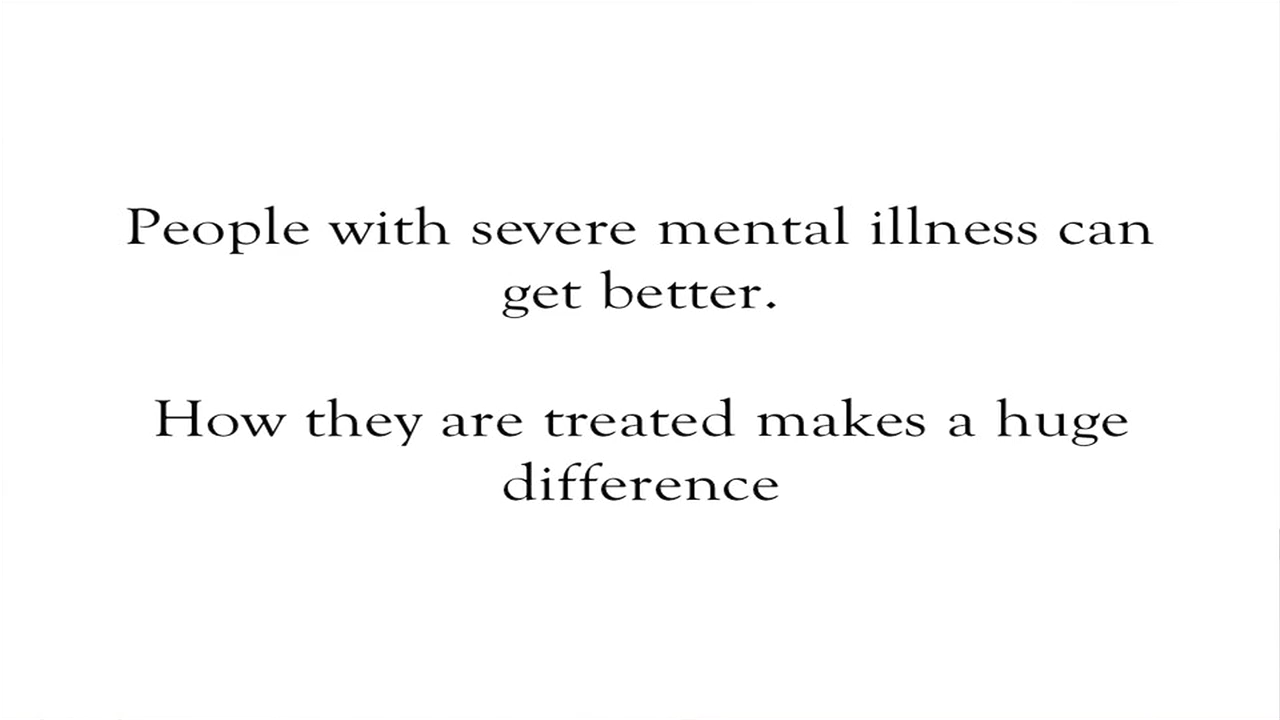 People with severe mental illness can
get better.
How they are treated makes a huge
difference